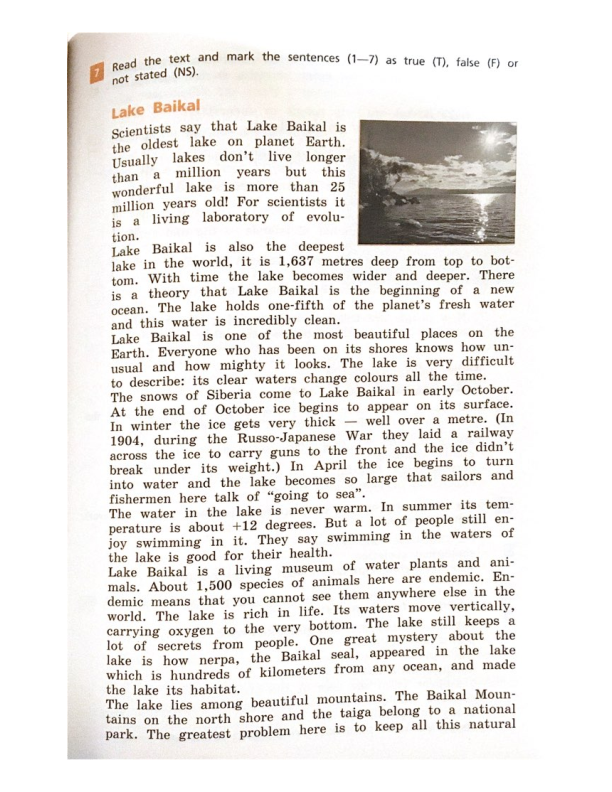 7
Read the text and mark the sentences (1—7) as true (T), false (F) or
not stated (NS).
Lake Baikal
Scientists say that Lake Baikal is
the oldest lake on planet Earth.
Usually lakes don't live longer
than a million years but this
wonderful lake is more than 25
million years old! For scientists it
is a living laboratory of evolu-
tion.
Lake Baikal is also the deepest
lake in the world, it is 1,637 metres deep from top to bot-
tom. With time the lake becomes wider and deeper. There
is a theory that Lake Baikal is the beginning of a new
ocean. The lake holds one-fifth of the planet's fresh water
and this water is incredibly clean.
Lake Baikal is one of the most beautiful places on the
Earth. Everyone who has been on its shores knows how un-
usual and how mighty it looks. The lake is very difficult
to describe: its clear waters change colours all the time.
The snows of Siberia come to Lake Baikal in early October.
At the end of October ice begins to appear on its surface.
In winter the ice gets very thick — well over a metre. (In
1904, during the Russo-Japanese War they laid a railway
across the ice to carry guns to the front and the ice didn't
break under its weight.) In April the ice begins to turn
into water and the lake becomes so large that sailors and
fishermen here talk of "going to sea".
The water in the lake is never warm. In summer its tem-
perature is about +12 degrees. But a lot of people still en-
joy swimming in it. They say swimming in the waters of
the lake is good for their health.
Lake Baikal is a living museum of water plants and ani-
mals. About 1,500 species of animals here are endemic. En-
demic means that you cannot see them anywhere else in the
world. The lake is rich in life. Its waters move vertically,
carrying oxygen to the very bottom. The lake still keeps a
lot of secrets from people. One great mystery about the
lake is how nerpa, the Baikal seal, appeared in the lake
which is hundreds of kilometers from any ocean, and made
the lake its habitat.
The lake lies among beautiful mountains. The Baikal Moun-
tains on the north shore and the taiga belong to a national
park. The greatest problem here is to keep all this natural